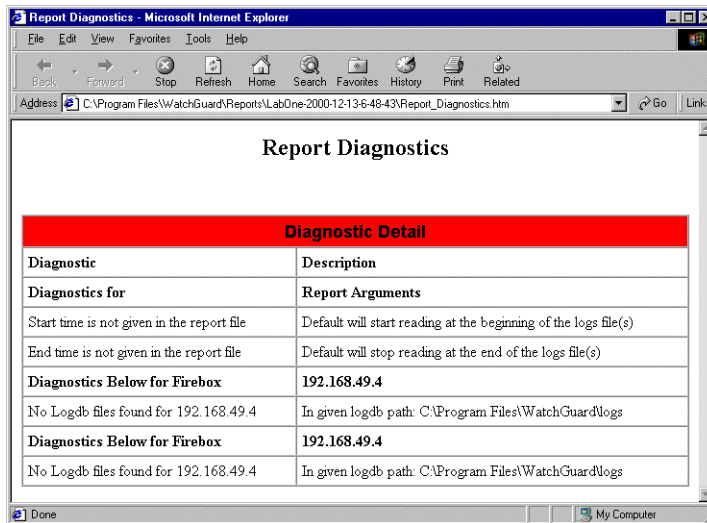 Report Diagnostics - Microsoft Internet Explorer
File Edit View Favorites Tools Help
Back Forward Stop Refresh Home Search Favorites History Print Related
Address C:\Program Files\WatchGuard\Reports\LabOne-2000-12-13-6-48-43\Report_Diagnostics.htm Go Link
Report Diagnostics
Diagnostic Detail
Diagnostic Description
Diagnostics for Report Arguments
Start time is not given in the report file Default will start reading at the beginning of the logs file(s)
End time is not given in the report file Default will stop reading at the end of the logs file(s)
Diagnostics Below for Firebox 192.168.49.4
No Logdb files found for 192.168.49.4 In given logdb path: C:\Program Files\WatchGuard\logs
Diagnostics Below for Firebox 192.168.49.4
No Logdb files found for 192.168.49.4 In given logdb path: C:\Program Files\WatchGuard\logs
Done My Computer